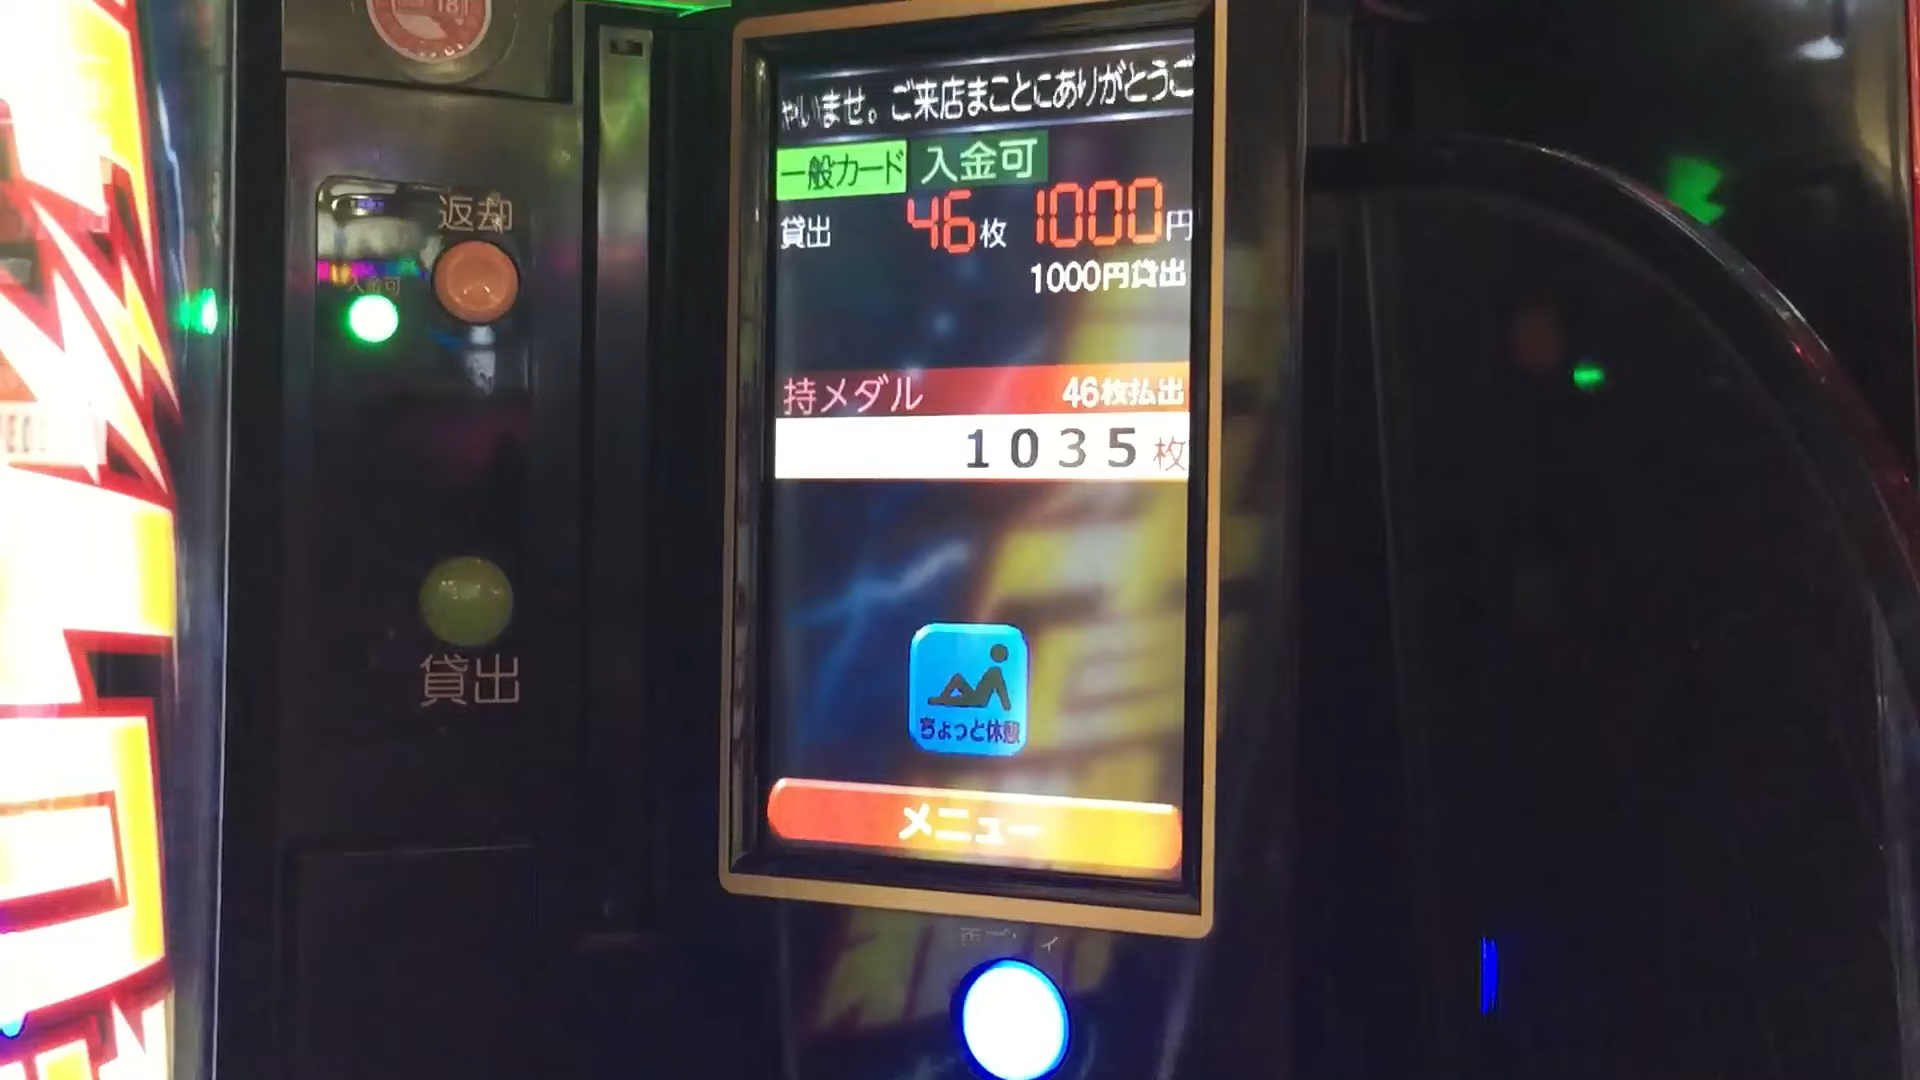 18
やいませ。ご来店まことにありがとうご
一般カード 入金可
貸出 46枚 1000円
1000円貸出
持メダル 46枚払出
1035枚
ちょっと休憩
メニュー
返却
入金可
貸出